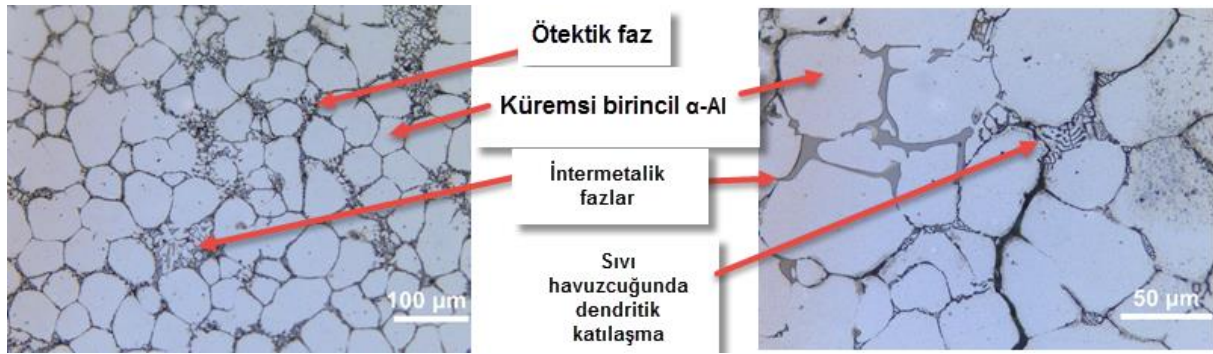 Ötektik faz
Küremsi birincil α-Al
İntermetalik
fazlar
Sıvı
havuzcuğunda
dendritik
katılaşma
100 µm
50 µm